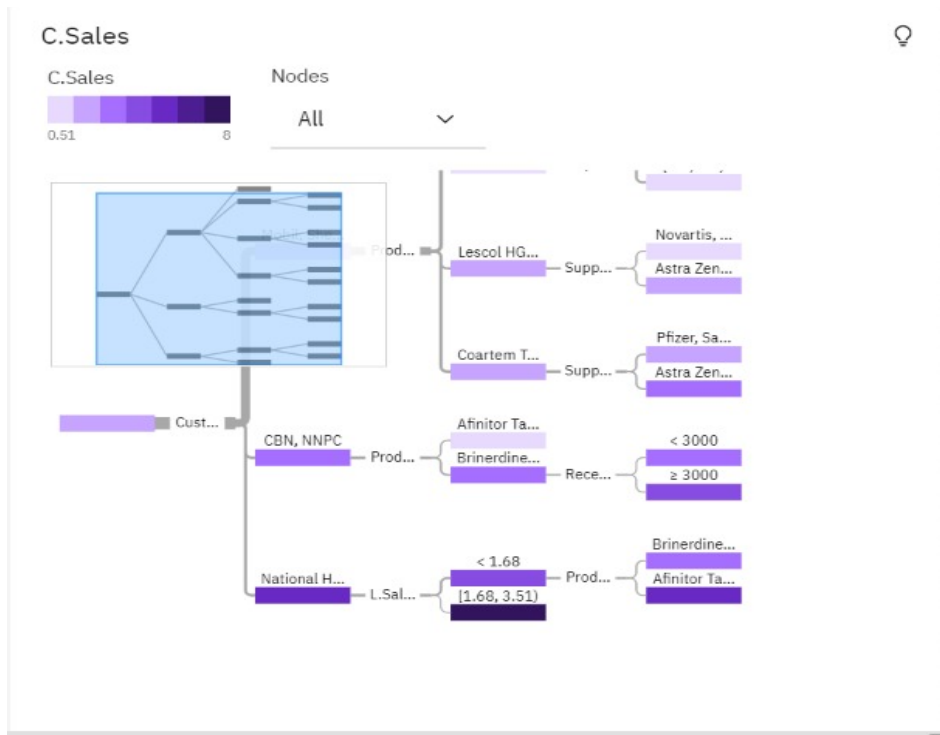 C.Sales
C.Sales
Nodes
All
0.51
8
Prod...
Lescol HG...
Supp...
Novartis, ...
Astra Zen...
Coartem T...
Supp...
Pfizer, Sa...
Astra Zen...
Cust...
CBN, NNPC
Prod...
Afinitor Ta...
Brinerdine...
Rece...
< 3000
≥ 3000
National H...
L.Sal...
< 1.68
[1.68, 3.51)
Prod...
Brinerdine...
Afinitor Ta...